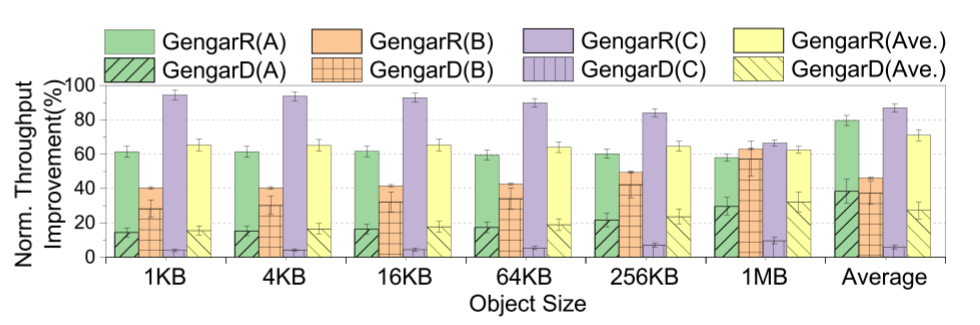 GengarR(A) GengarR(B) GengarR(C) GengarR(Ave.)
GengarD(A) GengarD(B) GengarD(C) GengarD(Ave.)
Norm. Throughput
Improvement(%)
100
80
60
40
20
0
1KB 4KB 16KB 64KB 256KB 1MB Average
Object Size